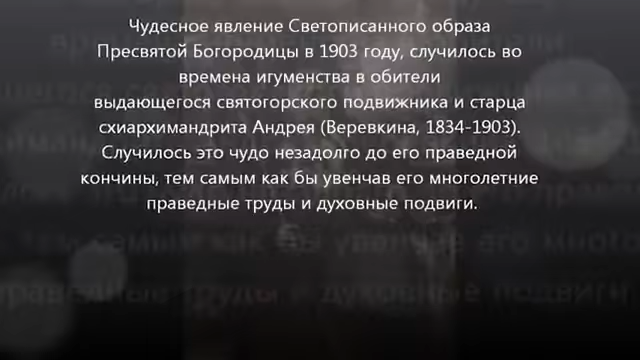 Чудесное явление Светописанного образа
Пресвятой Богородицы в 1903 году, случилось во
времена игуменства в обители
выдающегося святогорского подвижника и старца
схиархимандрита Андрея (Веревкина, 1834-1903).
Случилось это чудо незадолго до его праведной
кончины, тем самым как бы увенчав его многолетние
праведные труды и духовные подвиги.